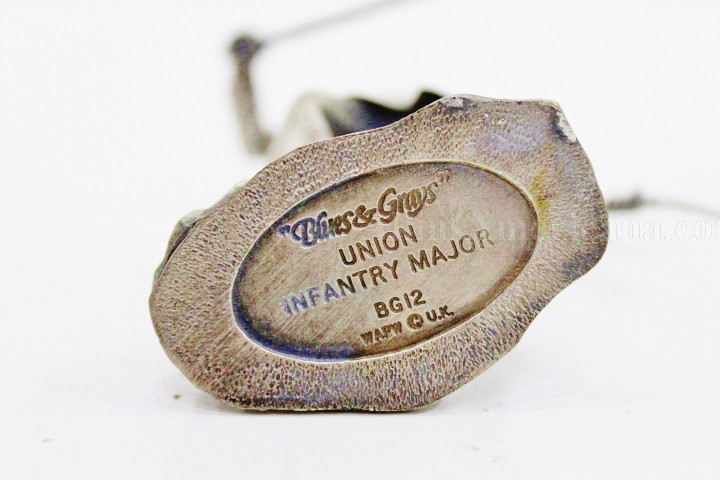 "Blues & Grays"
UNION
INFANTRY MAJOR
BG12
WAPW © U.K.